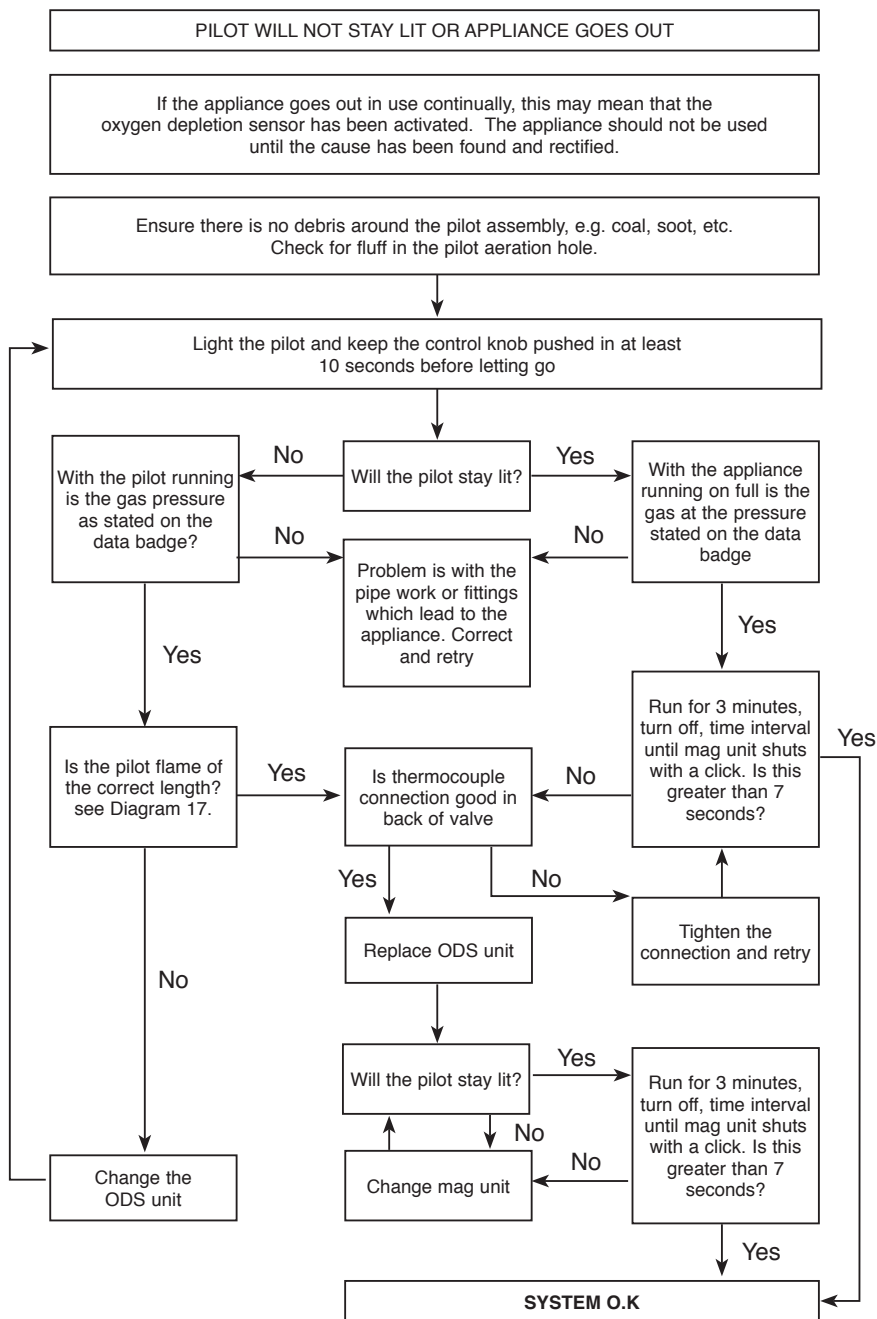 PILOT WILL NOT STAY LIT OR APPLIANCE GOES OUT
If the appliance goes out in use continually, this may mean that the
oxygen depletion sensor has been activated. The appliance should not be used
until the cause has been found and rectified.
Ensure there is no debris around the pilot assembly, e.g. coal, soot, etc.
Check for fluff in the pilot aeration hole.
Light the pilot and keep the control knob pushed in at least
10 seconds before letting go
With the pilot running
is the gas pressure
as stated on the
data badge?
No
Will the pilot stay lit?
Yes
With the appliance
running on full is the
gas at the pressure
stated on the data
badge
No
Problem is with the
pipe work or fittings
which lead to the
appliance. Correct
and retry
No
Yes
Yes
Is the pilot flame of
the correct length?
see Diagram 17.
Yes
Is thermocouple
connection good in
back of valve
No
Run for 3 minutes,
turn off, time interval
until mag unit shuts
with a click. Is this
greater than 7
seconds?
Yes
Yes
No
Replace ODS unit
Tighten the
connection and retry
No
Will the pilot stay lit?
Yes
Run for 3 minutes,
turn off, time interval
until mag unit shuts
with a click. Is this
greater than 7
seconds?
No
Change the
ODS unit
Change mag unit
No
Yes
SYSTEM O.K